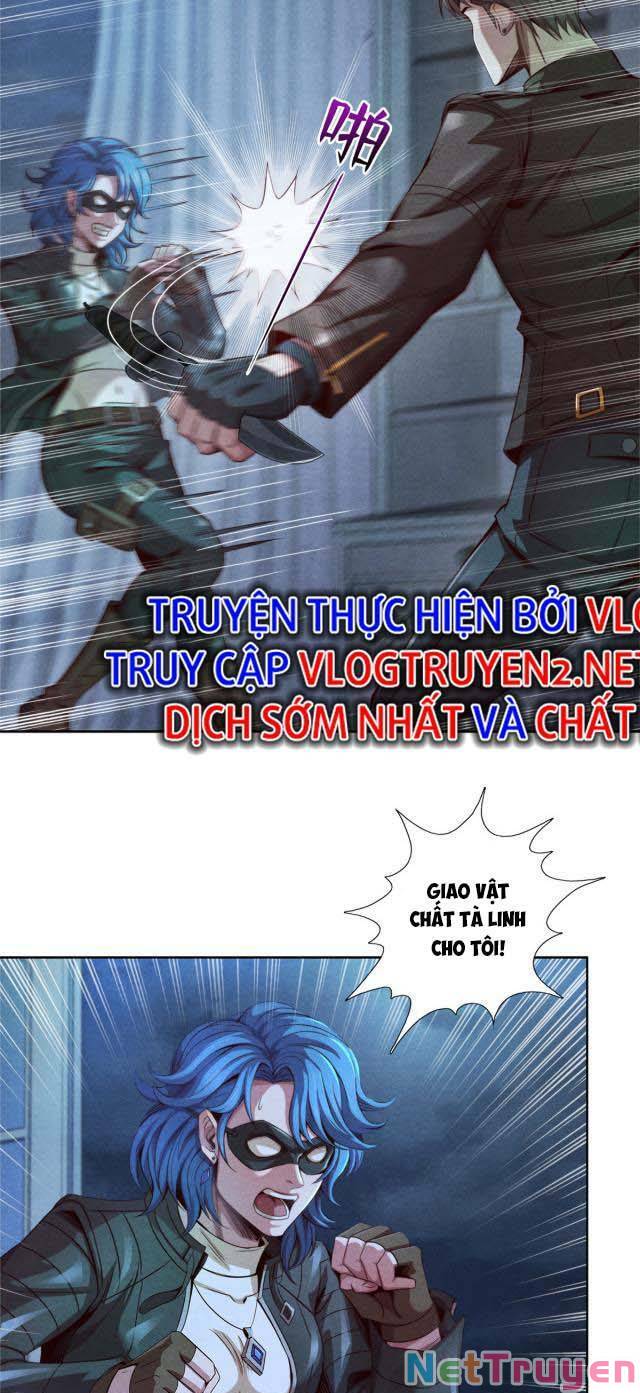 啪
TRUYỆN THỰC HIỆN BỞI VLO
TRUY CẬP VLOGTRUYEN2.NET
DỊCH SỚM NHẤT VÀ CHẤT
GIAO VẬT
CHẤT TÀ LINH
CHO TÔI!
NetTruyen